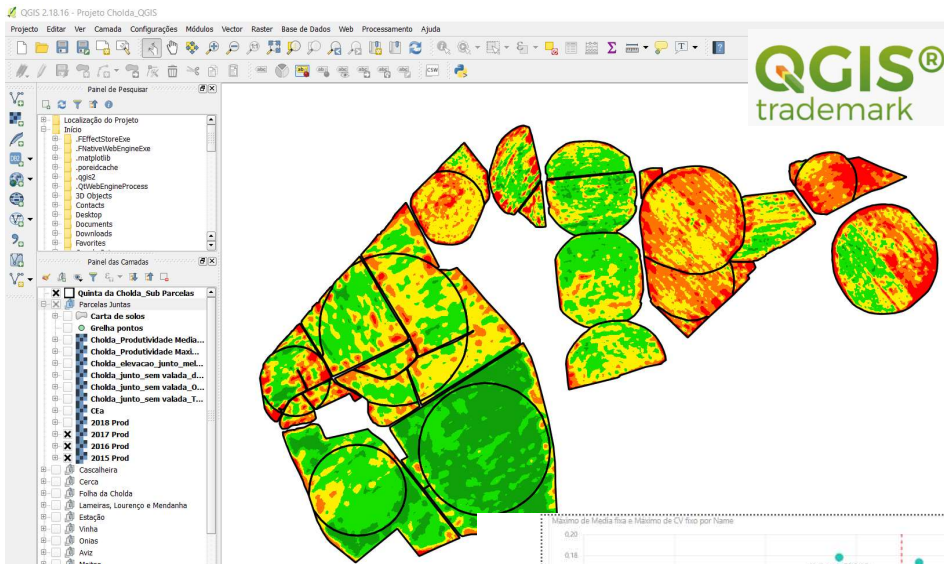 QGIS 2.18.16 - Projeto Cholda_QGIS
Projecto Editar Ver Camada Configurações Módulos Vector Raster Base de Dados Web Processamento Ajuda
QGIS®
trademark
Painel de Pesquisar
Localização do Projeto
Início
.FEffectStoreExe
.FNativeWebEngineExe
.matplotlib
.poreidcache
.qgis2
.QtWebEngineProcess
3D Objects
Contacts
Desktop
Documents
Downloads
Favorites
Painel das Camadas
Quinta da Cholda_Sub Parcelas
Parcelas Juntas
Carta de solos
Grelha pontos
Cholda_Produtividade Media...
Cholda_Produtividade Maxi...
Cholda_elevacao_junto_mel...
Cholda_junto_sem valada_d...
Cholda_junto_sem valada_O...
Cholda_junto_sem valada_T...
CEa
2018 Prod
2017 Prod
2016 Prod
2015 Prod
Cascalheira
Cerca
Folha da Cholda
Lameiras, Lourenço e Mendanha
Estação
Vinha
Onias
Aviz
Máximo de Media fixa e Máximo de CV fixo por Name
0,20
0,18